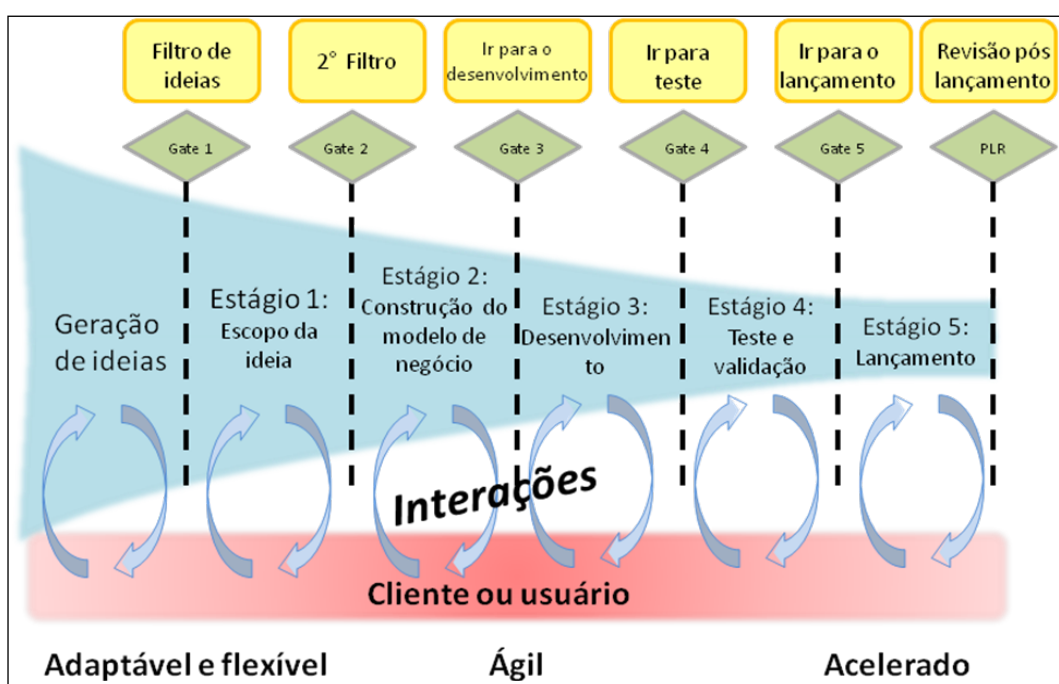 Filtro de
ideias
2° Filtro
Ir para o
desenvolvimento
Ir para
teste
Ir para o
lançamento
Revisão pós
lançamento
Gate 1
Gate 2
Gate 3
Gate 4
Gate 5
PLR
Geração
de ideias
Estágio 1:
Escopo da
ideia
Estágio 2:
Construção do
modelo de
negócio
Estágio 3:
Desenvolvimen
to
Estágio 4:
Teste e
validação
Estágio 5:
Lançamento
Interações
Cliente ou usuário
Adaptável e flexível
Ágil
Acelerado